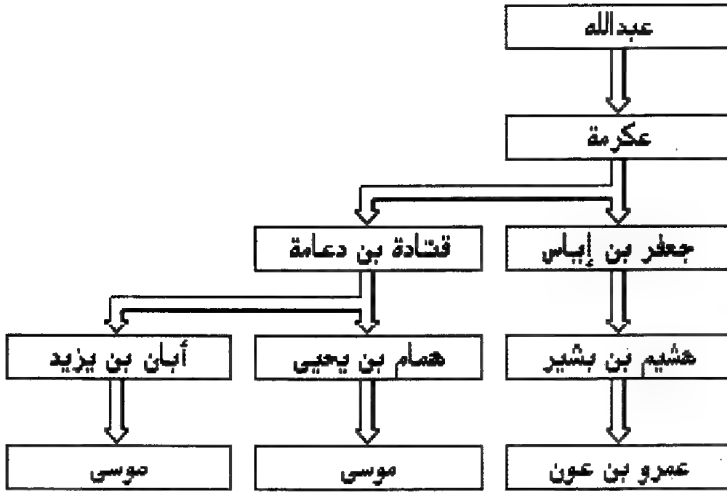 عبدالله
عكرمة
جعفر بن إياس
قتادة بن دعامة
هشيم بن بشير
همام بن يحيى
أبان بن يزيد
عمرو بن عون
موسى
موسى